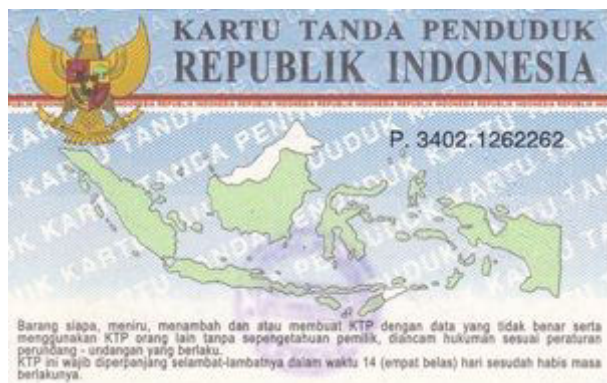 KARTU TANDA PENDUDUK
REPUBLIK INDONESIA
P. 3402.1262262
Barang siapa, meniru, menambah dan atau membuat KTP dengan data yang tidak benar serta
menggunakan KTP orang lain tanpa sepengetahuan pemilik, diancam hukuman sesuai peraturan
perundang - undangan yang berlaku.
KTP ini wajib diperpanjang selambat-lambatnya dalam waktu 14 (empat belas) hari sesudah habis masa
berlakunya.